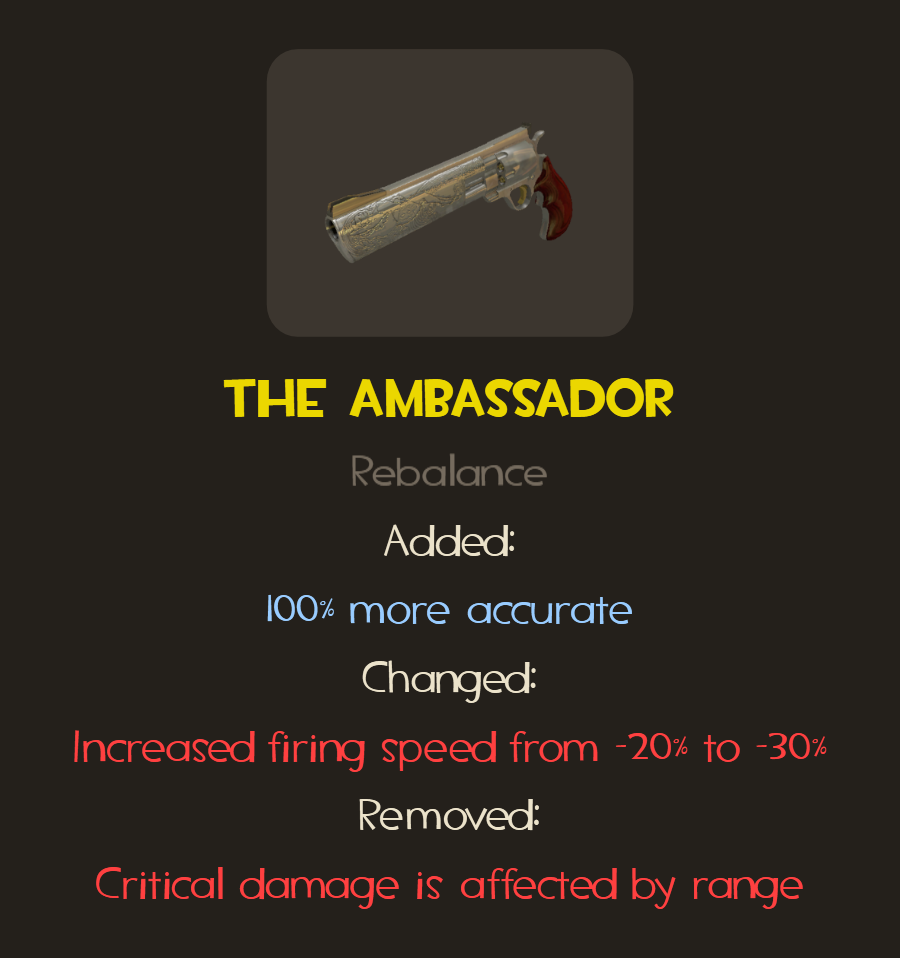 THE AMBASSADOR
Rebalance
Added:
100% more accurate
Changed:
Increased firing speed from -20% to -30%
Removed:
Critical damage is affected by range